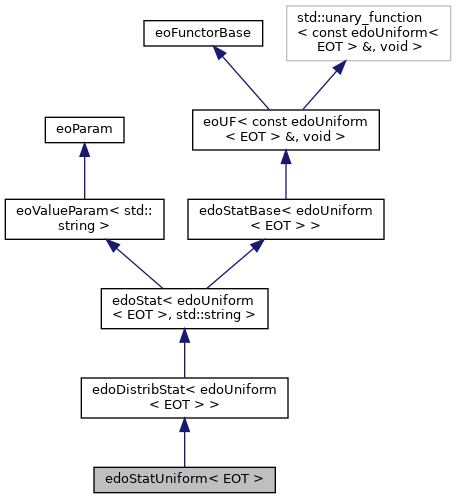 std::unary_function
< const edoUniform<
EOT > &, void >
eoFunctorBase
eoUF< const edoUniform
< EOT > &, void >
eoParam
eoValueParam< std::
string >
edoStatBase< edoUniform
< EOT > >
edoStat< edoUniform
< EOT >, std::string >
edoDistribStat< edoUniform
< EOT > >
edoStatUniform< EOT >